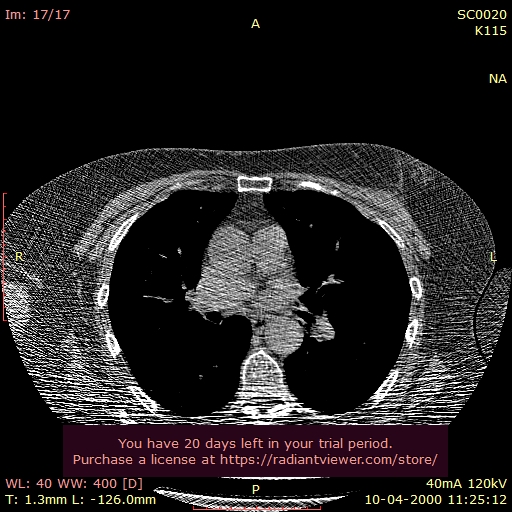 Im: 17/17
SC0020
K115
A
NA
R
L
You have 20 days left in your trial period.
Purchase a license at https://radiantviewer.com/store/
WL: 40 WW: 400 [D]
T: 1.3mm L: -126.0mm
P
40mA 120kV
10-04-2000 11:25:12